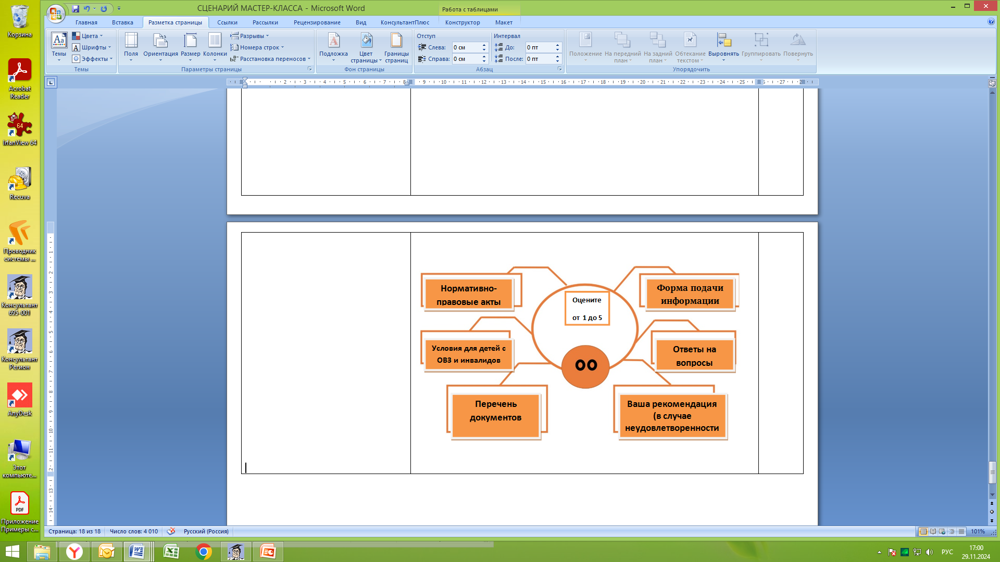 СЦЕНАРИЙ МАСТЕР-КЛАССА - Microsoft Word
Работа с таблицами
Главная Вставка Разметка страницы Ссылки Рассылки Рецензирование Вид КонсультантПлюс Конструктор Макет
Темы
Цвета
Шрифты
Эффекты
Темы
Поля
Ориентация
Размер
Колонки
Разрывы
Номера строк
Расстановка переносов
Параметры страницы
Подложка
Цвет
страницы
Границы
страниц
Фон страницы
Отступ
Слева: 0 см
Справа: 0 см
Интервал
До: 0 пт
После: 0 пт
Абзац
Положение
На передний
план
На задний
план
Обтекание
текстом
Выровнять
Группировать
Повернуть
Упорядочить
Корзина
Acrobat
Reader
64
IrfanView 64
Recuva
Проводник
системы ...
Консультант
695-001
Консультант
Регион
AnyDesk
Этот
компьюте...
PDF
Приложение
Примеры с...
Нормативно-
правовые акты
Форма подачи
информации
Оцените
от 1 до 5
Условия для детей с
ОВЗ и инвалидов
Ответы на
вопросы
ОО
Перечень
документов
Ваша рекомендация
(в случае
неудовлетворенности
Страница: 18 из 18 Число слов: 4 010 Русский (Россия)
101%
РУС
17:00
29.11.2024